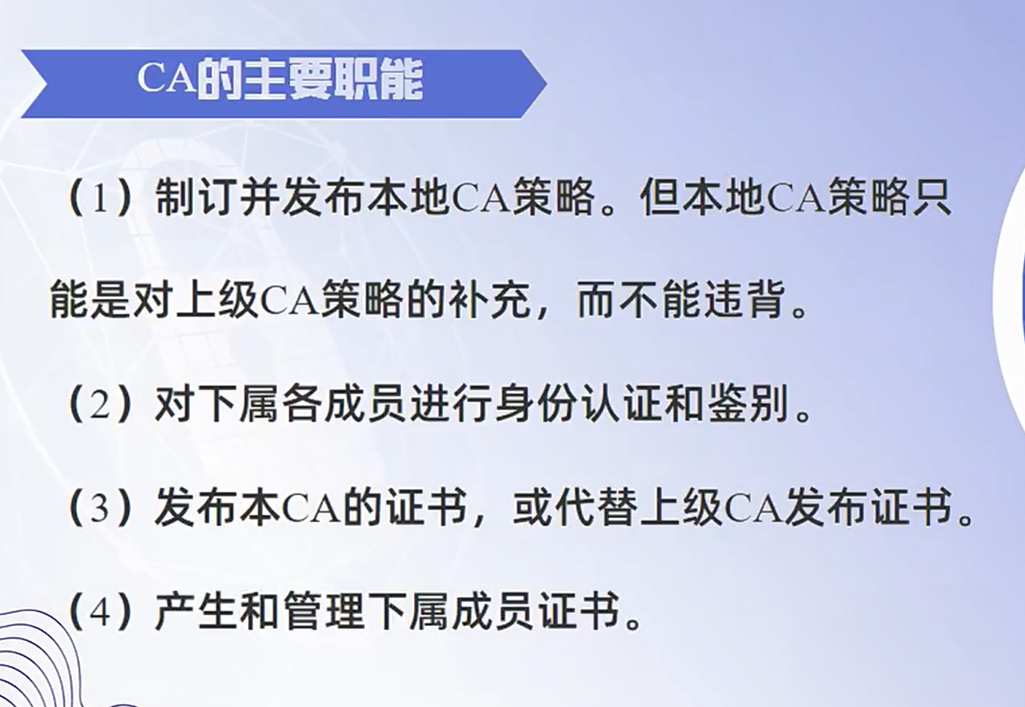 CA的主要职能
（1）制订并发布本地CA策略。但本地CA策略只
能是对上级CA策略的补充，而不能违背。
（2）对下属各成员进行身份认证和鉴别。
（3）发布本CA的证书，或代替上级CA发布证书。
（4）产生和管理下属成员证书。